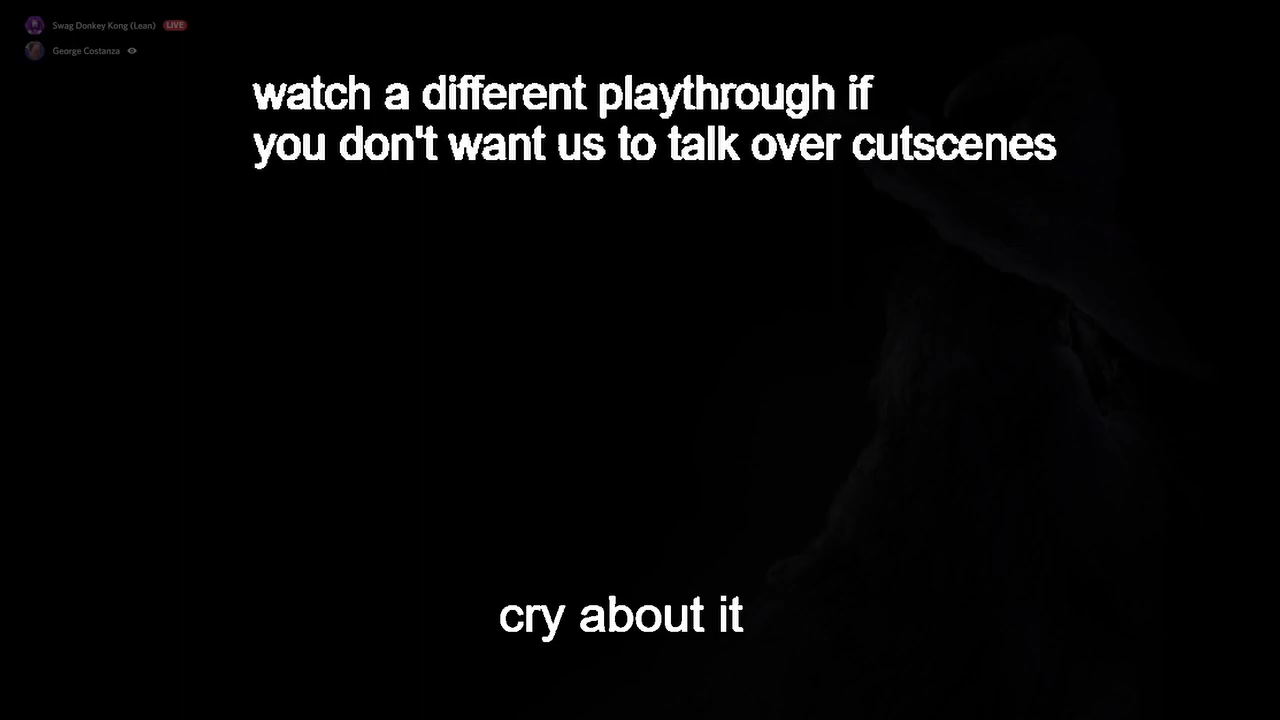 Swag Donkey Kong (Lean) LIVE
George Costanza
watch a different playthrough if
you don't want us to talk over cutscenes
cry about it